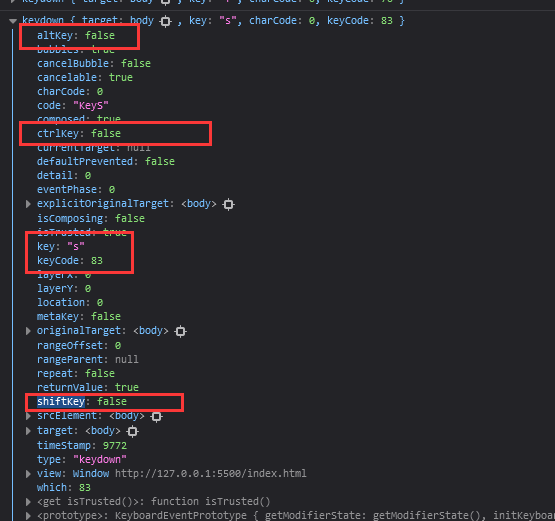 keydown { target: body , key: "s", charCode: 0, keyCode: 83 }
altKey: false
bubbles: true
cancelBubble: false
cancelable: true
charCode: 0
code: "KeyS"
composed: true
ctrlKey: false
currentTarget: null
defaultPrevented: false
detail: 0
eventPhase: 0
explicitOriginalTarget: <body>
isComposing: false
isTrusted: true
key: "s"
keyCode: 83
layerX: 0
layerY: 0
location: 0
metaKey: false
originalTarget: <body>
rangeOffset: 0
rangeParent: null
repeat: false
returnValue: true
shiftKey: false
srcElement: <body>
target: <body>
timeStamp: 9772
type: "keydown"
view: Window http://127.0.0.1:5500/index.html
which: 83
<get isTrusted()>: function isTrusted()
<prototype>: KeyboardEventPrototype { getModifierState: getModifierState(), initKeyboa